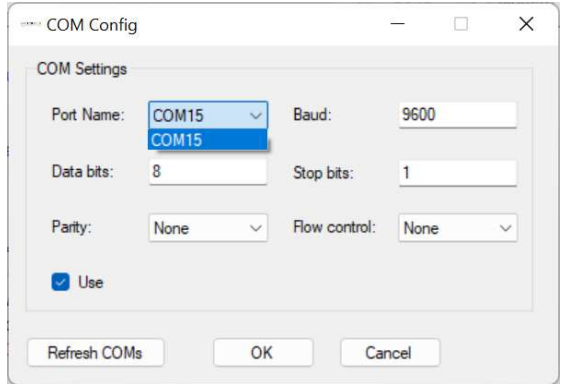 COM Config
COM Settings
Port Name: COM15 Baud: 9600
COM15
Data bits: 8 Stop bits: 1
Parity: None Flow control: None
Use
Refresh COMs OK Cancel